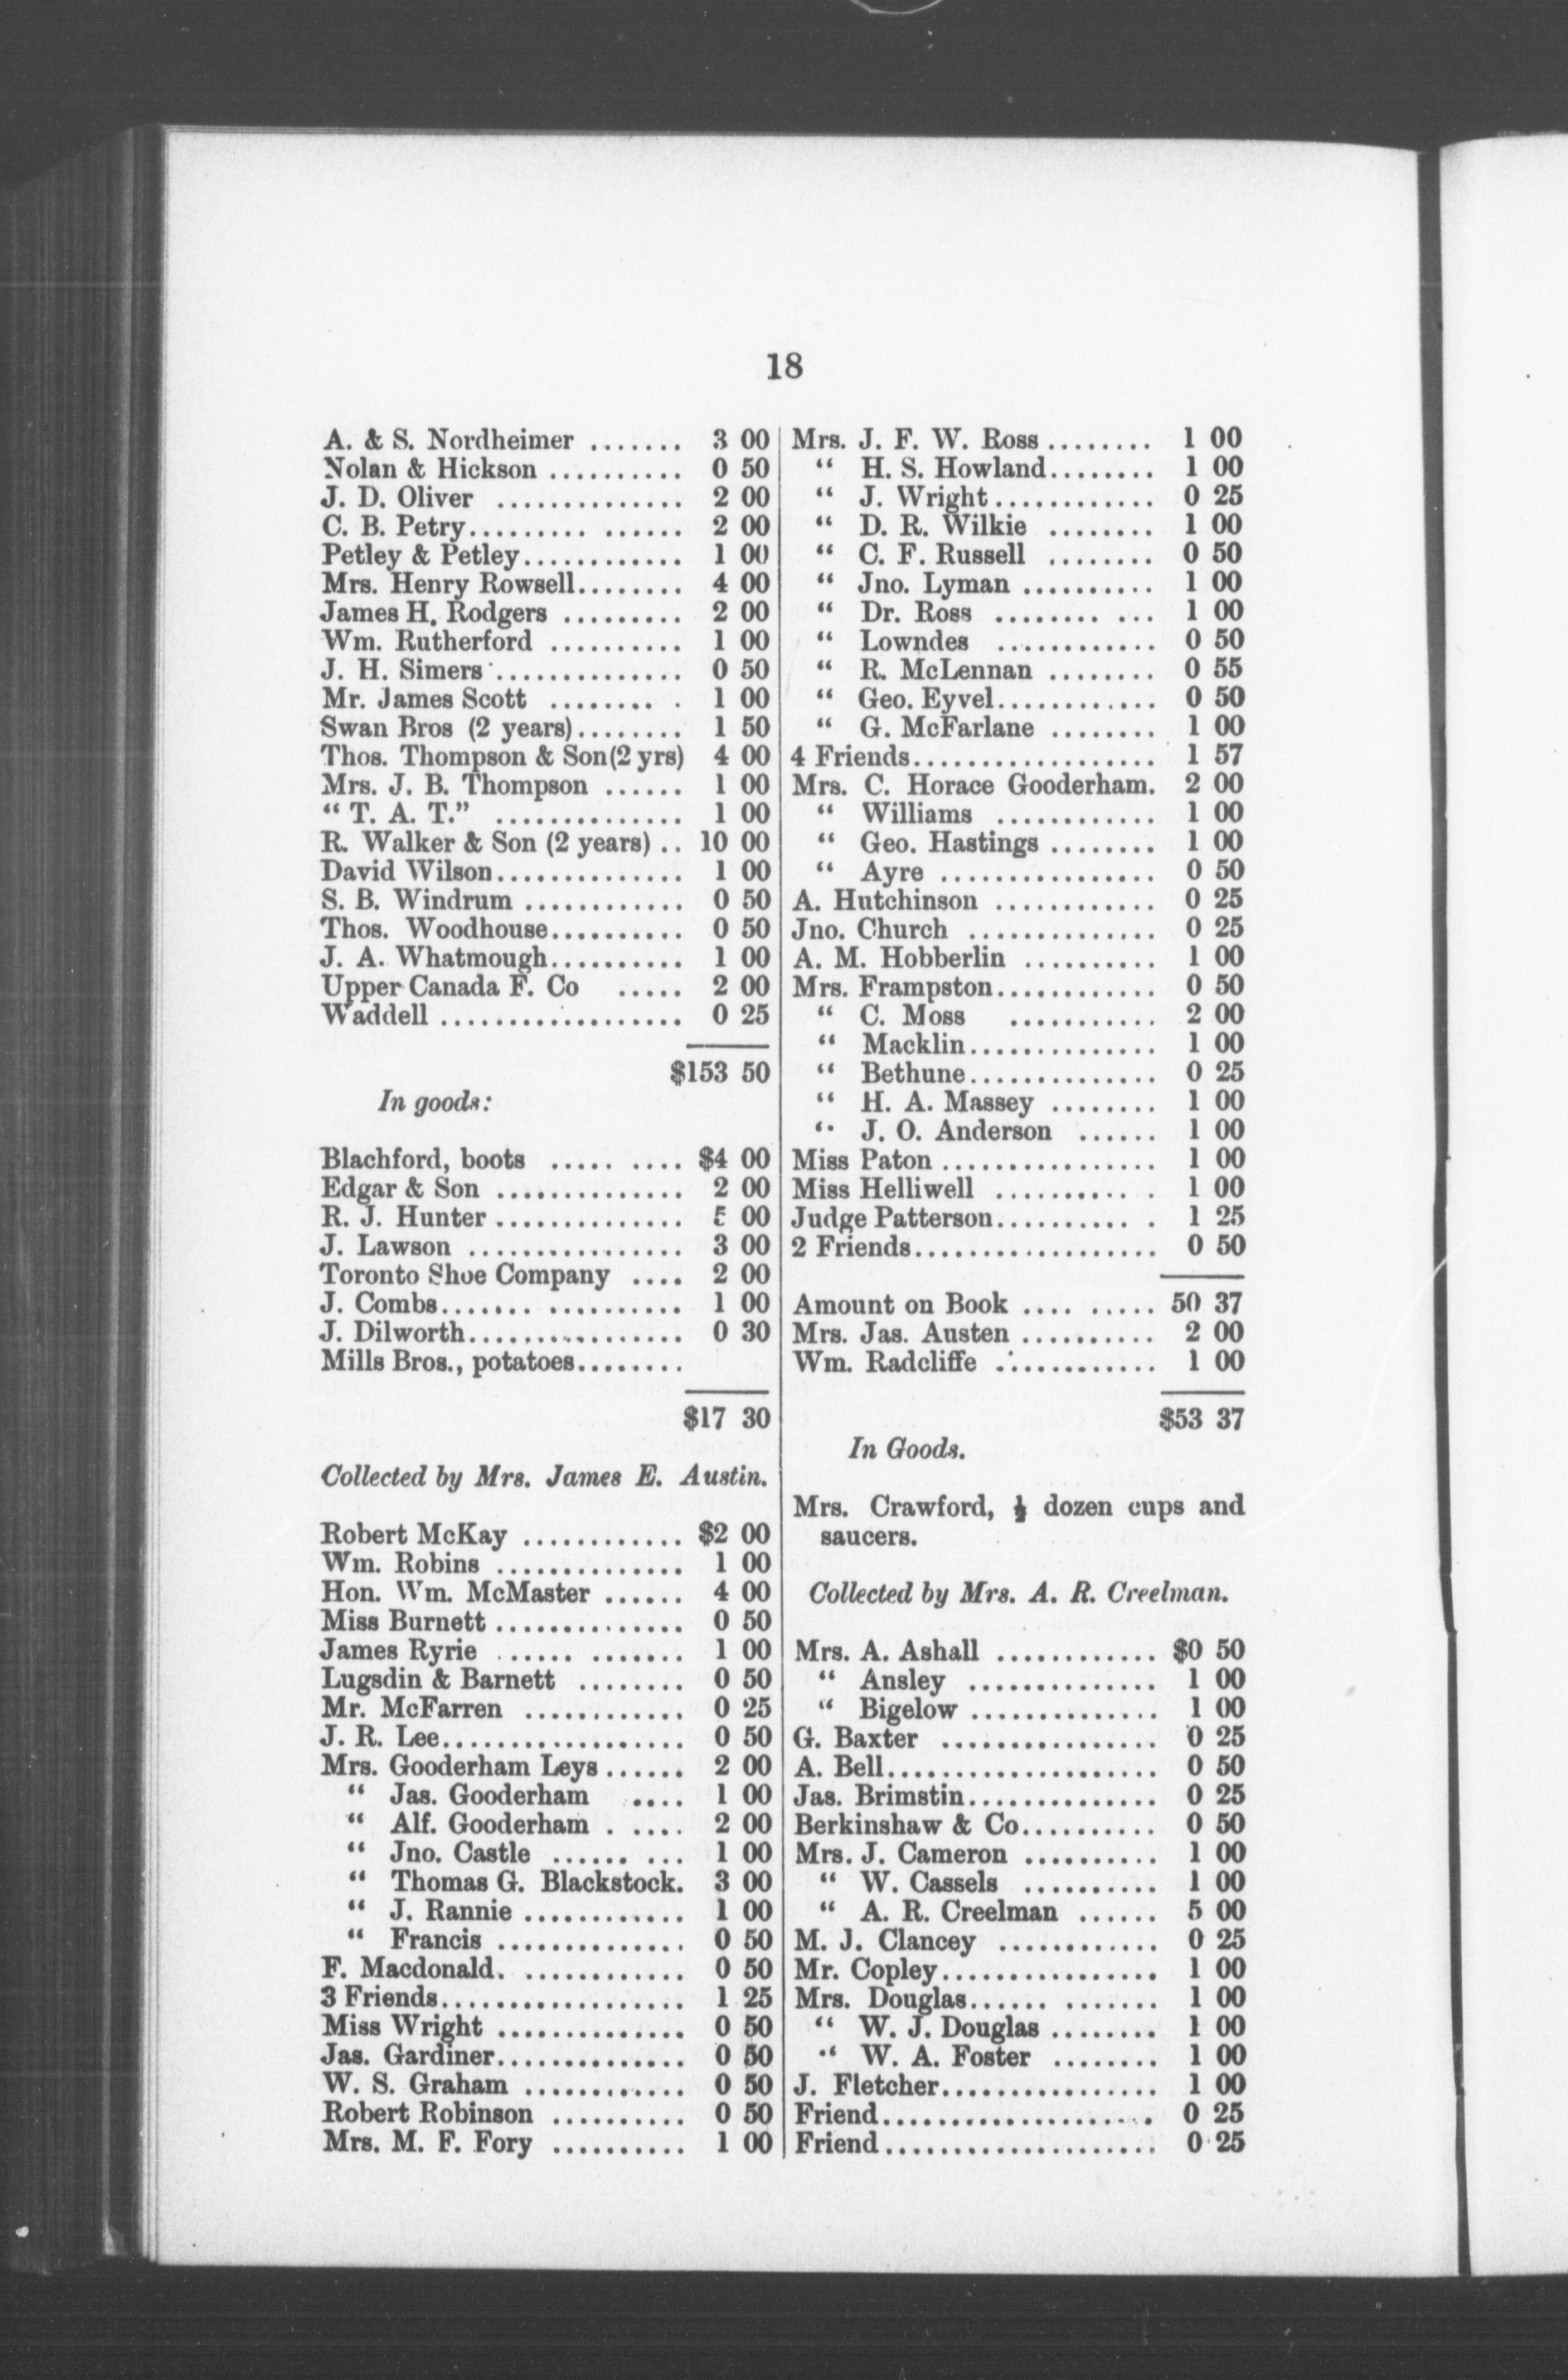 18
A. & S. Nordheimer ....... 3 00
Nolan & Hickson .......... 0 50
J. D. Oliver .............. 2 00
C. B. Petry......... ...... 2 00
Petley & Petley............ 1 00
Mrs. Henry Rowsell........ 4 00
James H. Rodgers ......... 2 00
Wm. Rutherford .......... 1 00
J. H. Simers .............. 0 50
Mr. James Scott ........ . 1 00
Swan Bros (2 years)........ 1 50
Thos. Thompson & Son(2 yrs) 4 00
Mrs. J. B. Thompson ...... 1 00
“ T. A. T.” .............. 1 00
R. Walker & Son (2 years) .. 10 00
David Wilson.............. 1 00
S. B. Windrum ............ 0 50
Thos. Woodhouse.......... 0 50
J. A. Whatmough.......... 1 00
Upper Canada F. Co ..... 2 00
Waddell .................. 0 25
$153 50
In goods:
Blachford, boots ..... .... $4 00
Edgar & Son .............. 2 00
R. J. Hunter .............. 5 00
J. Lawson ................ 3 00
Toronto Shoe Company .... 2 00
J. Combs....... .......... 1 00
J. Dilworth................ 0 30
Mills Bros., potatoes........
$17 30
Collected by Mrs. James E. Austin.
Robert McKay ............ $2 00
Wm. Robins .............. 1 00
Hon. Wm. McMaster ...... 4 00
Miss Burnett .............. 0 50
James Ryrie ...... ....... 1 00
Lugsdin & Barnett ........ 0 50
Mr. McFarren ............ 0 25
J. R. Lee.................. 0 50
Mrs. Gooderham Leys ...... 2 00
“ Jas. Gooderham .... 1 00
“ Alf. Gooderham . .... 2 00
“ Jno. Castle ...... ... 1 00
“ Thomas G. Blackstock. 3 00
“ J. Rannie ............ 1 00
“ Francis .............. 0 50
F. Macdonald. ............ 0 50
3 Friends.................. 1 25
Miss Wright .............. 0 50
Jas. Gardiner.............. 0 50
W. S. Graham ............ 0 50
Robert Robinson .......... 0 50
Mrs. M. F. Fory .......... 1 00
Mrs. J. F. W. Ross ........ 1 00
“ H. S. Howland........ 1 00
“ J. Wright............ 0 25
“ D. R. Wilkie ........ 1 00
“ C. F. Russell ........ 0 50
“ Jno. Lyman .......... 1 00
“ Dr. Ross ........ ... 1 00
“ Lowndes ............ 0 50
“ R. McLennan ........ 0 55
“ Geo. Eyvel............ 0 50
“ G. McFarlane ........ 1 00
4 Friends.................. 1 57
Mrs. C. Horace Gooderham. 2 00
“ Williams ............ 1 00
“ Geo. Hastings ........ 1 00
“ Ayre ................ 0 50
A. Hutchinson ............ 0 25
Jno. Church .............. 0 25
A. M. Hobberlin .......... 1 00
Mrs. Frampston............ 0 50
“ C. Moss ........... 2 00
“ Macklin.............. 1 00
“ Bethune.............. 0 25
“ H. A. Massey ........ 1 00
“ J. O. Anderson ...... 1 00
Miss Paton ................ 1 00
Miss Helliwell .......... . 1 00
Judge Patterson.......... . 1 25
2 Friends.................. 0 50
Amount on Book .... ..... 50 37
Mrs. Jas. Austen .......... 2 00
Wm. Radcliffe ............ 1 00
$53 37
In Goods.
Mrs. Crawford, ½ dozen cups and
saucers.
Collected by Mrs. A. R. Creelman.
Mrs. A. Ashall ............ $0 50
“ Ansley .............. 1 00
“ Bigelow .............. 1 00
G. Baxter ................ 0 25
A. Bell.................... 0 50
Jas. Brimstin.............. 0 25
Berkinshaw & Co.......... 0 50
Mrs. J. Cameron .......... 1 00
“ W. Cassels .......... 1 00
“ A. R. Creelman ...... 5 00
M. J. Clancey ............ 0 25
Mr. Copley................ 1 00
Mrs. Douglas...... ....... 1 00
“ W. J. Douglas ........ 1 00
“ W. A. Foster ........ 1 00
J. Fletcher................ 1 00
Friend.................... 0 25
Friend.................... 0 25